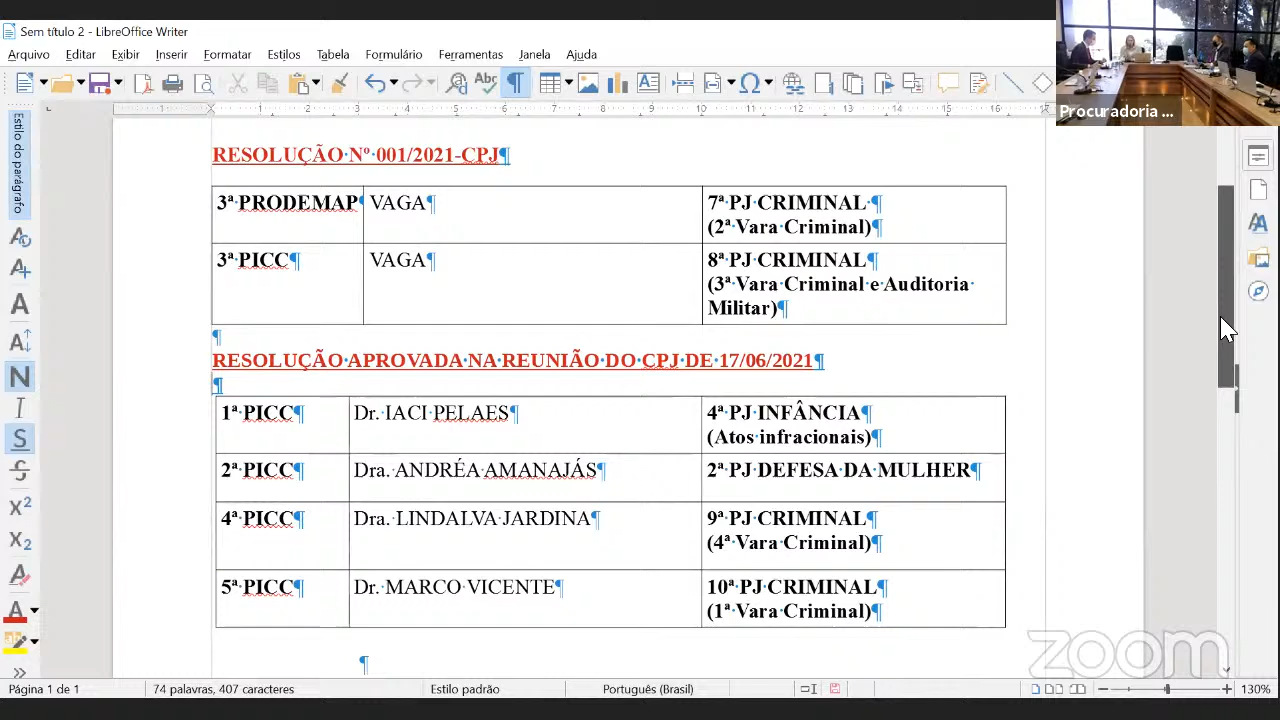 Sem título 2 - LibreOffice Writer
Arquivo Editar Exibir Inserir Formatar Estilos Tabela Formulário Ferramentas Janela Ajuda
Procuradoria ...
Estilo do parágrafo
RESOLUÇÃO Nº 001/2021-CPJ¶
3ª PRODEMAP¶ VAGA¶ 7ª PJ CRIMINAL ¶
(2ª Vara Criminal)¶
3ª PICC¶ VAGA¶ 8ª PJ CRIMINAL¶
(3ª Vara Criminal e Auditoria
Militar)¶
¶
RESOLUÇÃO APROVADA NA REUNIÃO DO CPJ DE 17/06/2021¶
¶
1ª PICC¶ Dr. IACI PELAES¶ 4ª PJ INFÂNCIA¶
(Atos infracionais)¶
2ª PICC¶ Dra. ANDRÉA AMANAJÁS¶ 2ª PJ DEFESA DA MULHER¶
4ª PICC¶ Dra. LINDALVA JARDINA¶ 9ª PJ CRIMINAL¶
(4ª Vara Criminal)¶
5ª PICC¶ Dr. MARCO VICENTE¶ 10ª PJ CRIMINAL¶
(1ª Vara Criminal)¶
¶
zoom
Página 1 de 1 74 palavras, 407 caracteres Estilo padrão Português (Brasil) 130%